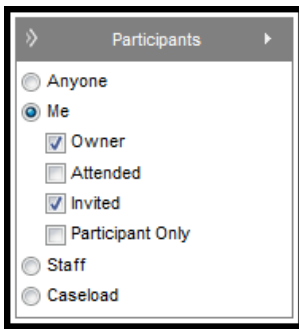 Participants
Anyone
Me
Owner
Attended
Invited
Participant Only
Staff
Caseload